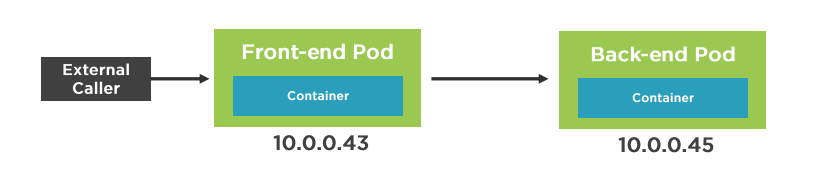 External
Caller
Front-end Pod
Container
10.0.0.43
Back-end Pod
Container
10.0.0.45